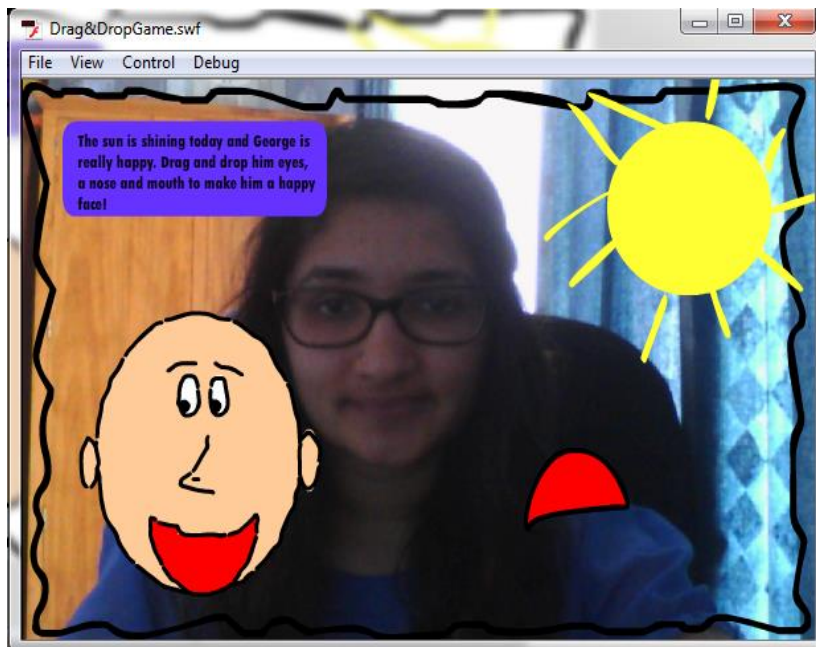 Drag&DropGame.swf
File View Control Debug
The sun is shining today and George is
really happy. Drag and drop him eyes,
a nose and mouth to make him a happy
face!